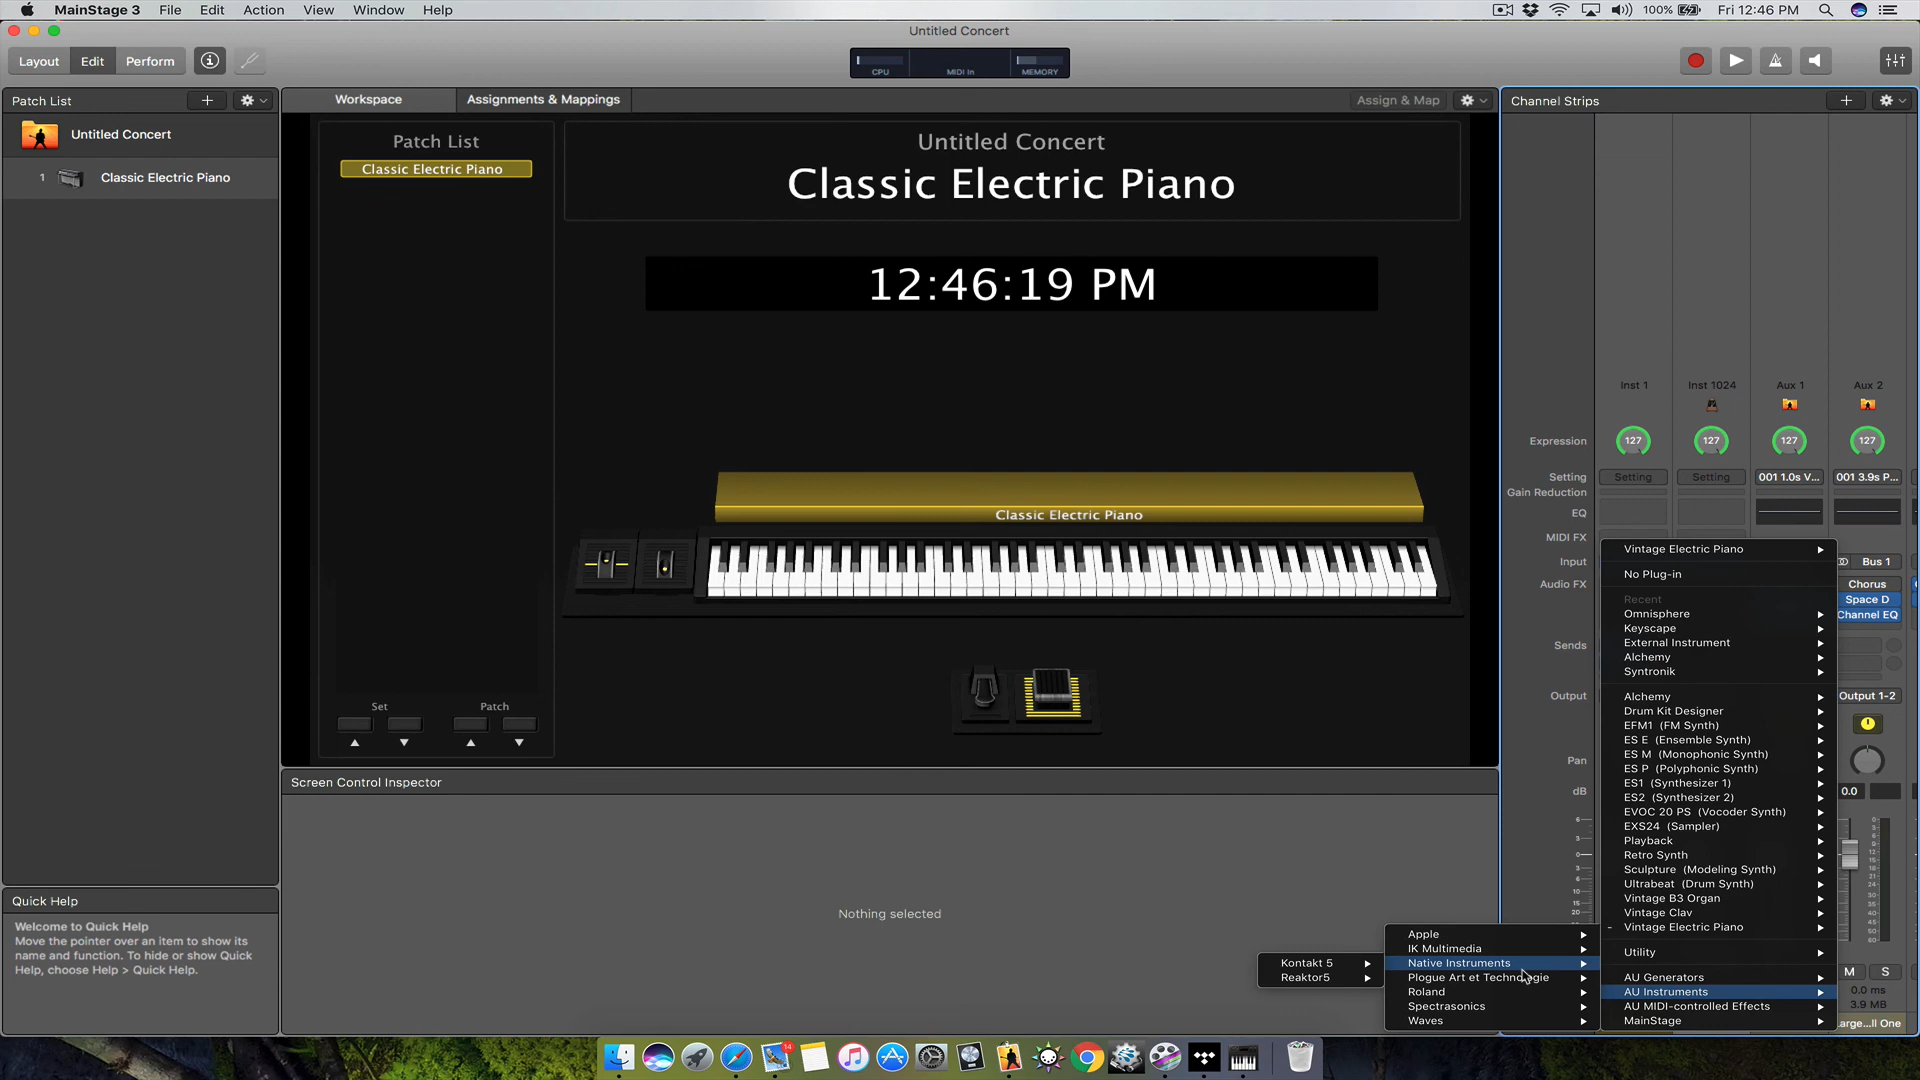 MainStage 3 File Edit Action View Window Help
100% Fri 12:46 PM
Untitled Concert
Layout Edit Perform
CPU MIDI In MEMORY
Patch List
Untitled Concert
1 Classic Electric Piano
Workspace Assignments & Mappings Assign & Map
Patch List
Classic Electric Piano
Untitled Concert
Classic Electric Piano
12:46:19 PM
Classic Electric Piano
Set Patch
Screen Control Inspector
Nothing selected
Quick Help
Welcome to Quick Help
Move the pointer over an item to show its
name and function. To hide or show Quick
Help, choose Help > Quick Help.
Channel Strips
Inst 1 Inst 1024 Aux 1 Aux 2
Expression 127 127 127 127
Setting Setting Setting 001 1.0s V... 001 3.9s P...
Gain Reduction
EQ
MIDI FX
Input Bus 1
Audio FX Chorus
Space D
Channel EQ
Sends
Output Output 1-2
Pan
dB 0.0
M S
0.0 ms
3.9 MB
arge...ll One
Vintage Electric Piano
No Plug-in
Recent
Omnisphere
Keyscape
External Instrument
Alchemy
Syntronik
Alchemy
Drum Kit Designer
EFM1 (FM Synth)
ES E (Ensemble Synth)
ES M (Monophonic Synth)
ES P (Polyphonic Synth)
ES1 (Synthesizer 1)
ES2 (Synthesizer 2)
EVOC 20 PS (Vocoder Synth)
EXS24 (Sampler)
Playback
Retro Synth
Sculpture (Modeling Synth)
Ultrabeat (Drum Synth)
Vintage B3 Organ
Vintage Clav
- Vintage Electric Piano
Utility
AU Generators
AU Instruments
AU MIDI-controlled Effects
MainStage
Apple
IK Multimedia
Native Instruments
Plogue Art et Technologie
Roland
Spectrasonics
Waves
Kontakt 5
Reaktor5
14